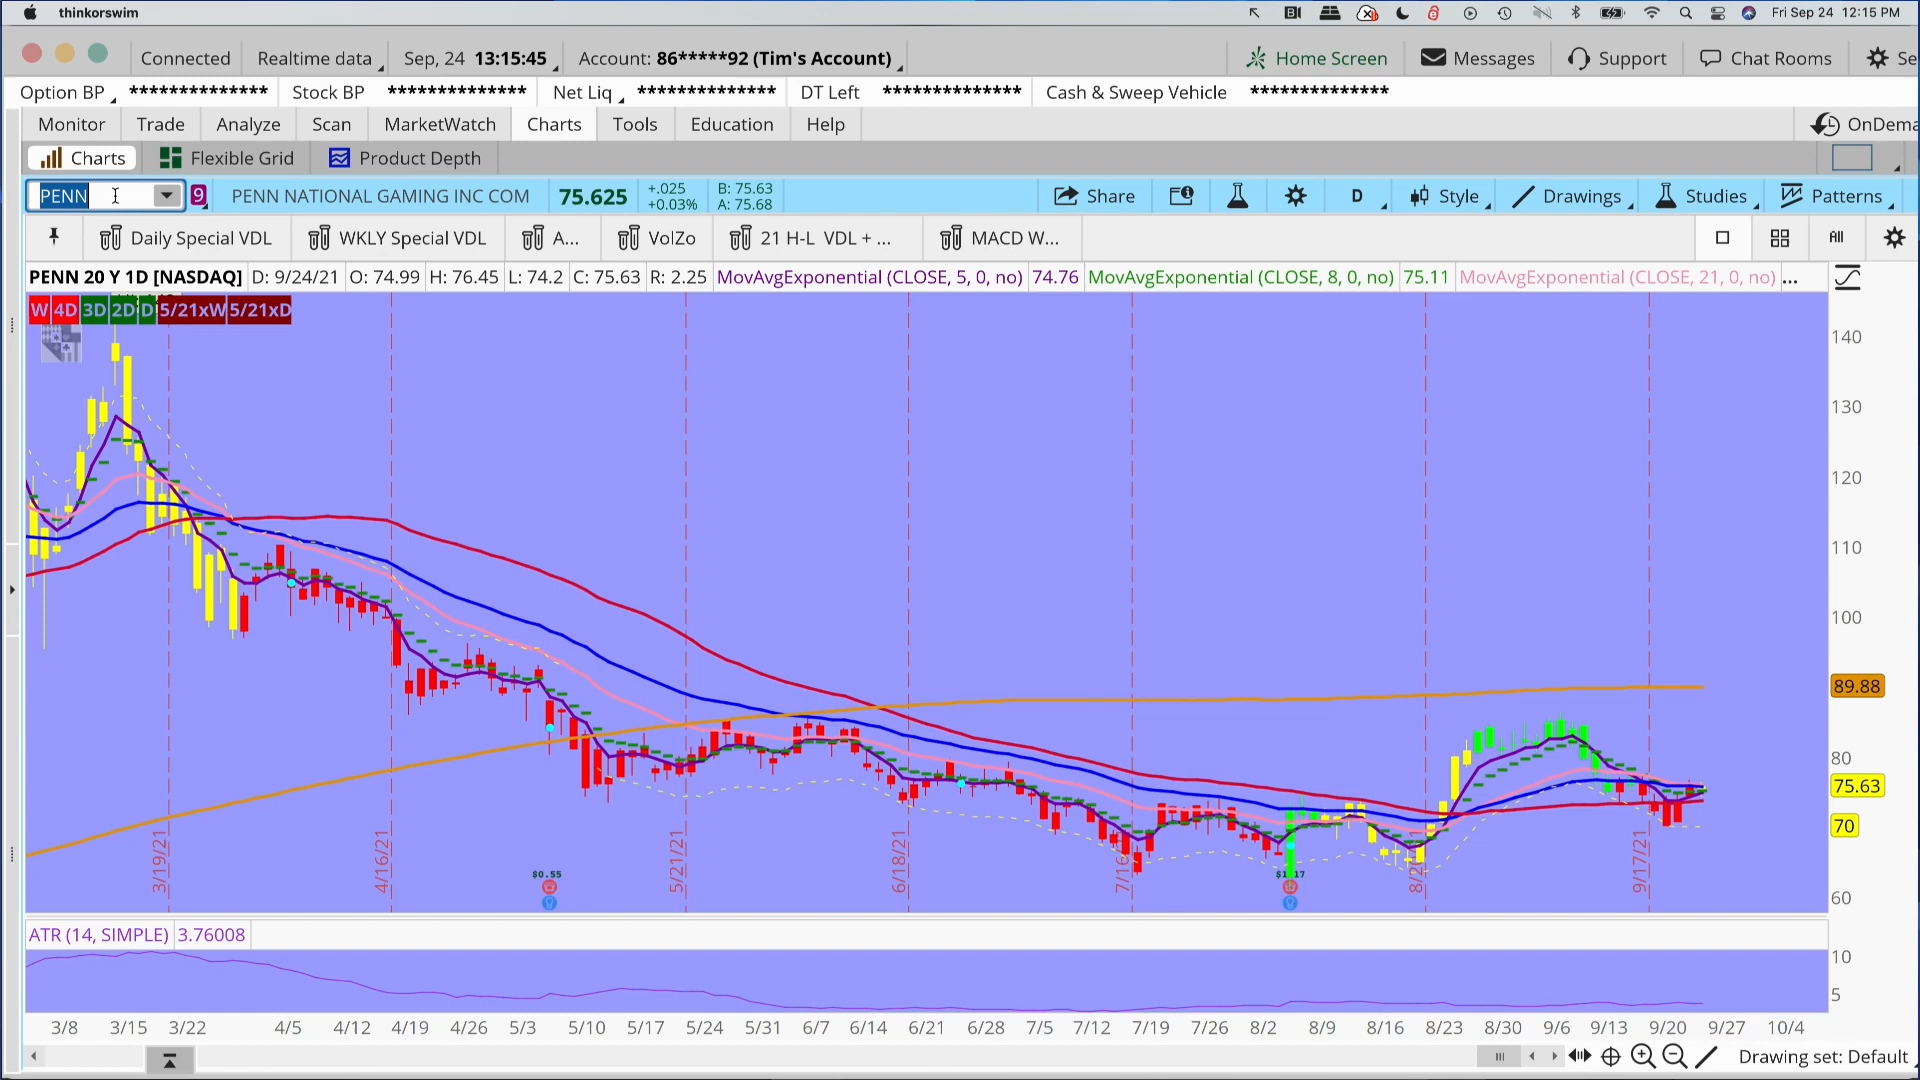 thinkorswim Fri Sep 24 12:15 PM
Connected Realtime data Sep, 24 13:15:45 Account: 86*****92 (Tim's Account) Home Screen Messages Support Chat Rooms Se
Option BP ************** Stock BP ************** Net Liq ************** DT Left ************** Cash & Sweep Vehicle **************
Monitor Trade Analyze Scan MarketWatch Charts Tools Education Help OnDema
Charts Flexible Grid Product Depth
PENN 9 PENN NATIONAL GAMING INC COM 75.625 +.025 B: 75.63 Share D Style Drawings Studies Patterns
+0.03% A: 75.68
Daily Special VDL WKLY Special VDL A... VolZo 21 H-L VDL + ... MACD W... All
PENN 20 Y 1D [NASDAQ] D: 9/24/21 O: 74.99 H: 76.45 L: 74.2 C: 75.63 R: 2.25 MovAvgExponential (CLOSE, 5, 0, no) 74.76 MovAvgExponential (CLOSE, 8, 0, no) 75.11 MovAvgExponential (CLOSE, 21, 0, no) ...
W 4D 3D 2D D 5/21xW 5/21xD
140
130
120
110
100
89.88
80
75.63
70
60
3/19/21 4/16/21 5/21/21 6/18/21 7/16 8/2 9/17/21
$0.55
ATR (14, SIMPLE) 3.76008
10
5
3/8 3/15 3/22 4/5 4/12 4/19 4/26 5/3 5/10 5/17 5/24 5/31 6/7 6/14 6/21 6/28 7/5 7/12 7/19 7/26 8/2 8/9 8/16 8/23 8/30 9/6 9/13 9/20 9/27 10/4
Drawing set: Default